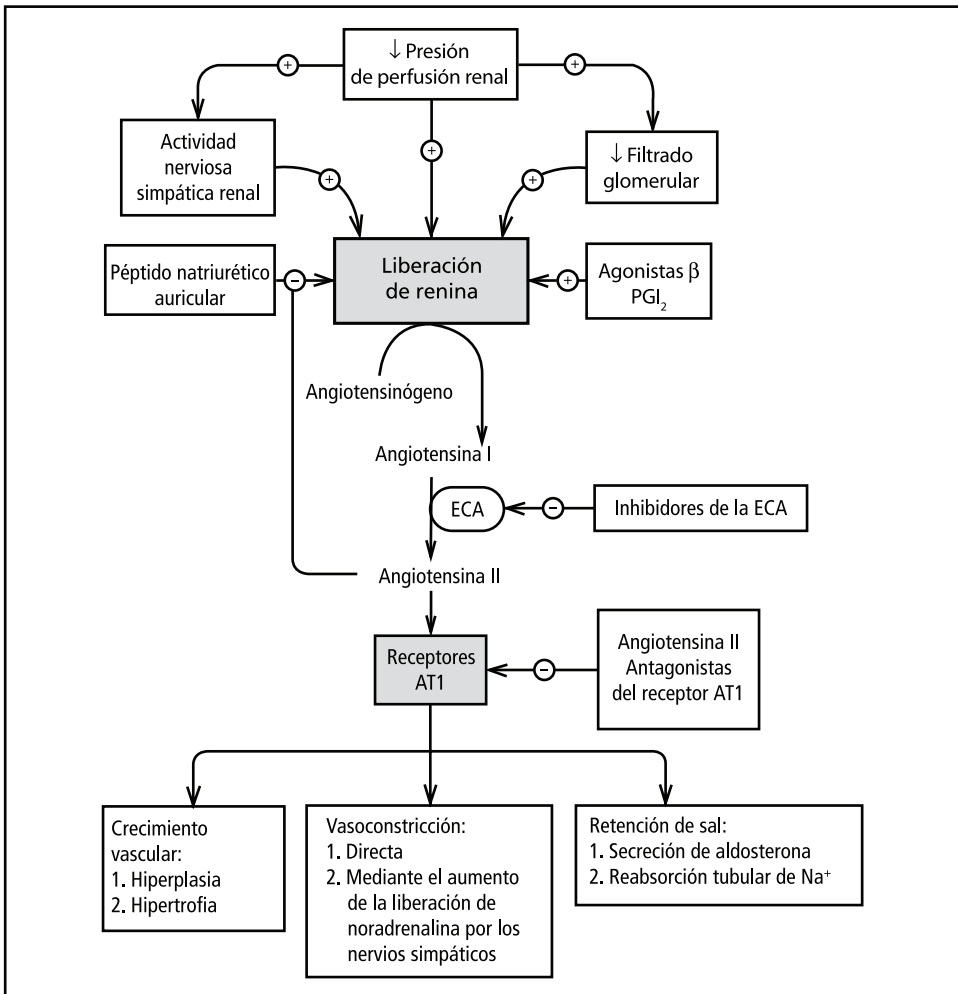 ↓ Presión
de perfusión renal
+
+
Actividad
nerviosa
simpática renal
+
+
+
↓ Filtrado
glomerular
Péptido natriurético
auricular
−
Liberación
de renina
+
Agonistas β
PGI₂
Angiotensinógeno
Angiotensina I
ECA
−
Inhibidores de la ECA
Angiotensina II
Receptores
AT1
−
Angiotensina II
Antagonistas
del receptor AT1
Crecimiento
vascular:
1. Hiperplasia
2. Hipertrofia
Vasoconstricción:
1. Directa
2. Mediante el aumento
de la liberación de
noradrenalina por los
nervios simpáticos
Retención de sal:
1. Secreción de aldosterona
2. Reabsorción tubular de Na⁺